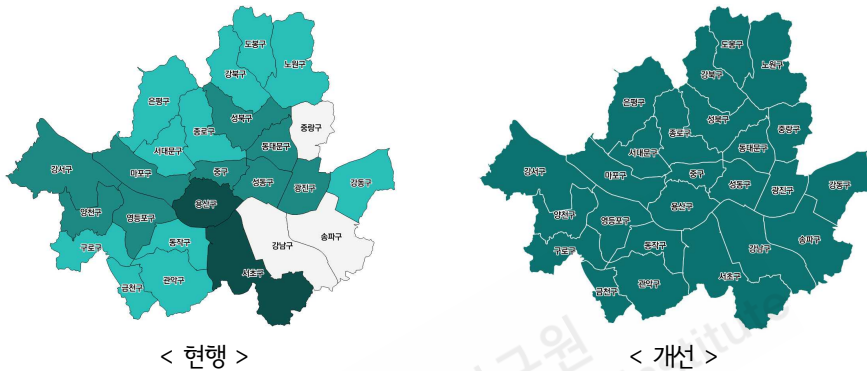 도봉구
노원구
강북구
은평구
성북구
중랑구
종로구
서대문구
동대문구
강서구
마포구
중구
성동구
광진구
강동구
용산구
양천구
영등포구
송파구
구로구
동작구
강남구
서초구
관악구
금천구
< 현행 >
도봉구
노원구
강북구
은평구
성북구
중랑구
종로구
서대문구
동대문구
강서구
마포구
중구
성동구
광진구
강동구
용산구
양천구
영등포구
송파구
구로구
동작구
강남구
서초구
관악구
금천구
< 개선 >
구원
stitute